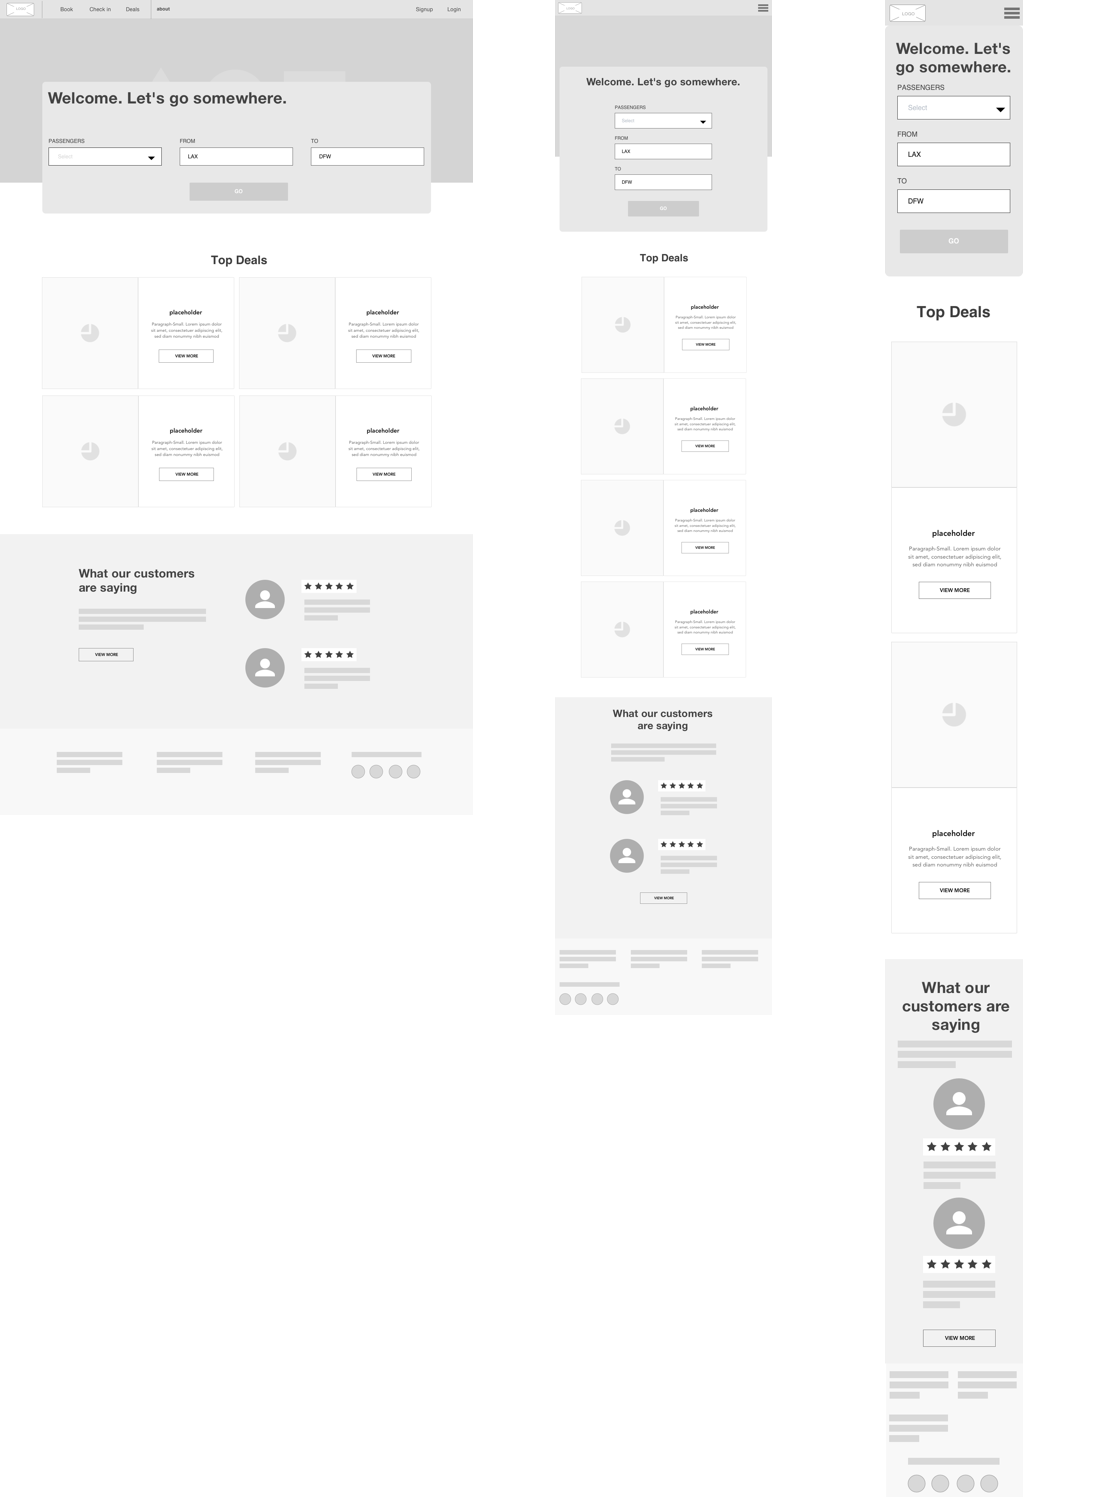 LOGO
Book
Check in
Deals
about
Signup
Login
Welcome. Let's go somewhere.
PASSENGERS
FROM
TO
Select
LAX
DFW
GO
Top Deals
placeholder
Paragraph-Small. Lorem ipsum dolor
sit amet, consectetuer adipiscing elit,
sed diam nonummy nibh euismod
VIEW MORE
placeholder
Paragraph-Small. Lorem ipsum dolor
sit amet, consectetuer adipiscing elit,
sed diam nonummy nibh euismod
VIEW MORE
placeholder
Paragraph-Small. Lorem ipsum dolor
sit amet, consectetuer adipiscing elit,
sed diam nonummy nibh euismod
VIEW MORE
placeholder
Paragraph-Small. Lorem ipsum dolor
sit amet, consectetuer adipiscing elit,
sed diam nonummy nibh euismod
VIEW MORE
What our customers
are saying
VIEW MORE
LOGO
Welcome. Let's go somewhere.
PASSENGERS
Select
FROM
LAX
TO
DFW
GO
Top Deals
placeholder
Paragraph-Small. Lorem ipsum dolor
sit amet, consectetuer adipiscing elit,
sed diam nonummy nibh euismod
VIEW MORE
placeholder
Paragraph-Small. Lorem ipsum dolor
sit amet, consectetuer adipiscing elit,
sed diam nonummy nibh euismod
VIEW MORE
placeholder
Paragraph-Small. Lorem ipsum dolor
sit amet, consectetuer adipiscing elit,
sed diam nonummy nibh euismod
VIEW MORE
placeholder
Paragraph-Small. Lorem ipsum dolor
sit amet, consectetuer adipiscing elit,
sed diam nonummy nibh euismod
VIEW MORE
What our customers
are saying
VIEW MORE
LOGO
Welcome. Let's
go somewhere.
PASSENGERS
Select
FROM
LAX
TO
DFW
GO
Top Deals
placeholder
Paragraph-Small. Lorem ipsum dolor
sit amet, consectetuer adipiscing elit,
sed diam nonummy nibh euismod
VIEW MORE
placeholder
Paragraph-Small. Lorem ipsum dolor
sit amet, consectetuer adipiscing elit,
sed diam nonummy nibh euismod
VIEW MORE
What our
customers are
saying
VIEW MORE